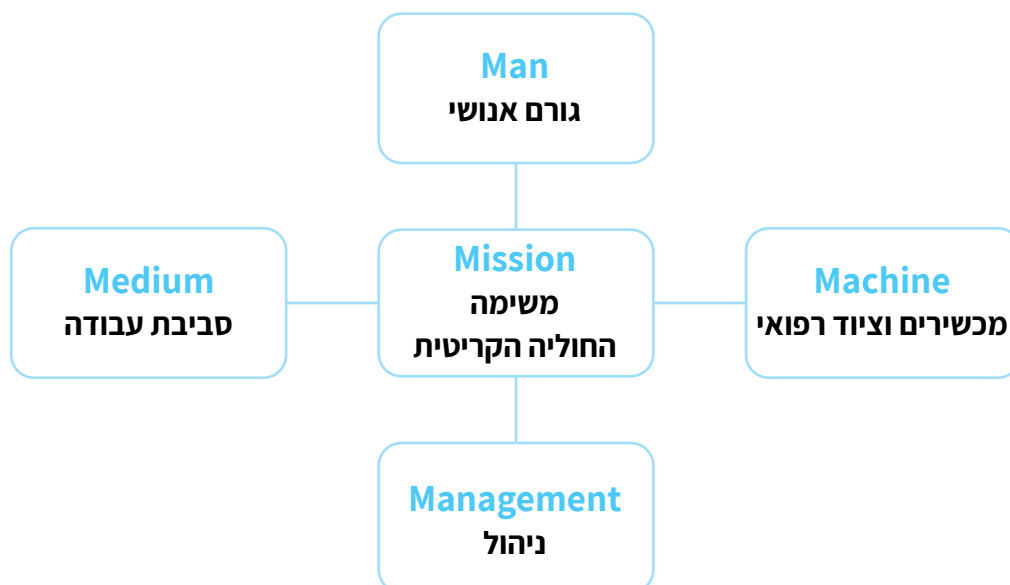 Man
גורם אנושי
Medium
סביבת עבודה
Mission
משימה
החוליה הקריטית
Machine
מכשירים וציוד רפואי
Management
ניהול